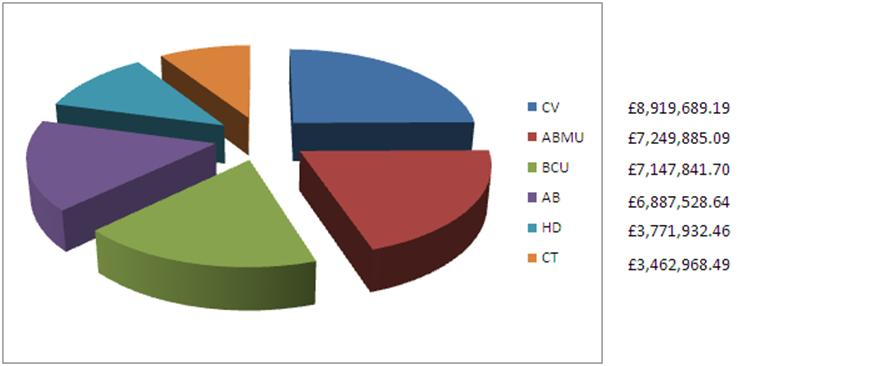 CV £8,919,689.19
ABMU £7,249,885.09
BCU £7,147,841.70
AB £6,887,528.64
HD £3,771,932.46
CT £3,462,968.49